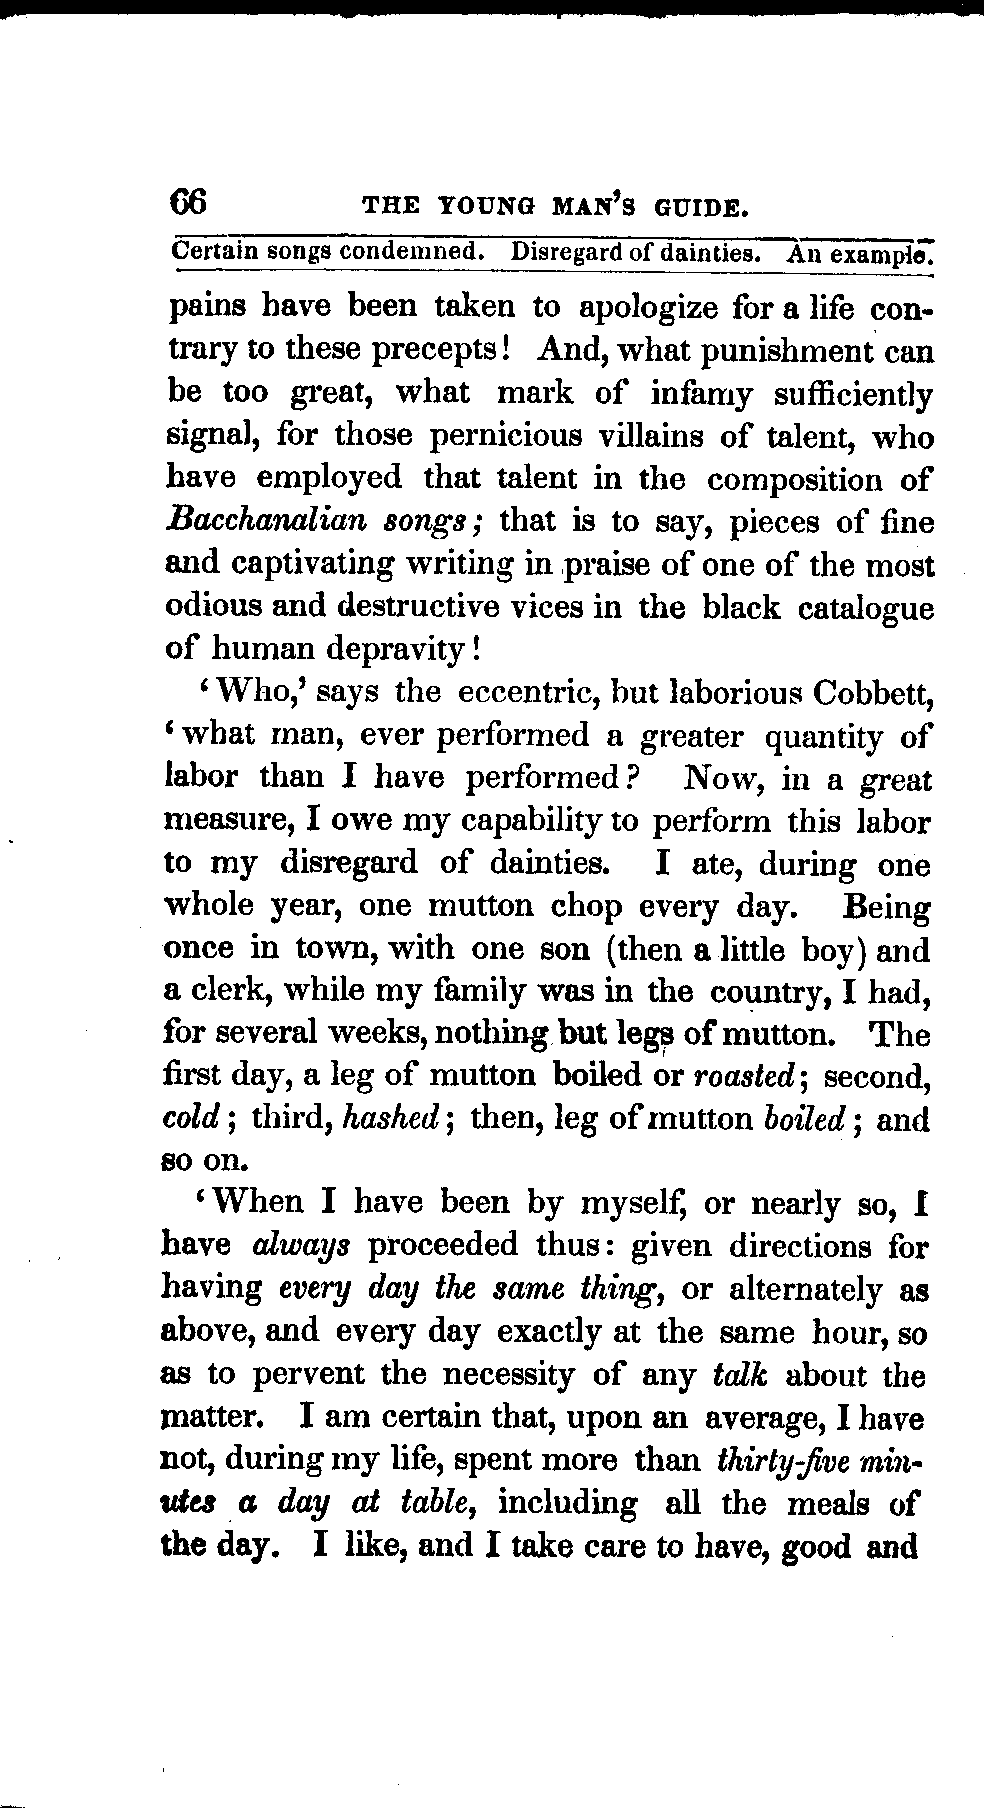 66 THE YOUNG MAN'S GUIDE.
Certain songs condemned. Disregard of dainties. An example.
pains have been taken to apologize for a life con-
trary to these precepts! And, what punishment can
be too great, what mark of infamy sufficiently
signal, for those pernicious villains of talent, who
have employed that talent in the composition of
Bacchanalian songs; that is to say, pieces of fine
and captivating writing in praise of one of the most
odious and destructive vices in the black catalogue
of human depravity!
'Who,' says the eccentric, but laborious Cobbett,
'what man, ever performed a greater quantity of
labor than I have performed? Now, in a great
measure, I owe my capability to perform this labor
to my disregard of dainties. I ate, during one
whole year, one mutton chop every day. Being
once in town, with one son (then a little boy) and
a clerk, while my family was in the country, I had,
for several weeks, nothing but legs of mutton. The
first day, a leg of mutton boiled or roasted; second,
cold; third, hashed; then, leg of mutton boiled; and
so on.
'When I have been by myself, or nearly so, I
have always proceeded thus: given directions for
having every day the same thing, or alternately as
above, and every day exactly at the same hour, so
as to pervent the necessity of any talk about the
matter. I am certain that, upon an average, I have
not, during my life, spent more than thirty-five min-
utes a day at table, including all the meals of
the day. I like, and I take care to have, good and